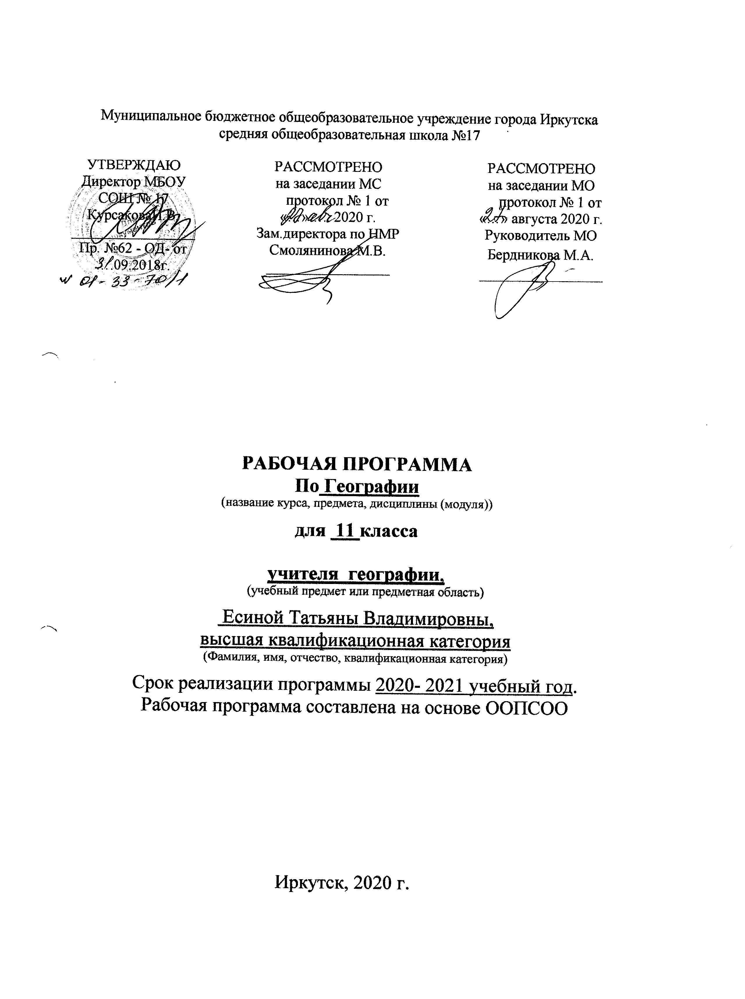 Муниципальное бюджетное общеобразовательное учреждение города Иркутска
средняя общеобразовательная школа №17
УТВЕРЖДАЮ
Директор МБОУ
СОШ № 17
Курсакова
Пр. №62 - ОД- от
31.09.2018г.
01-33-70/1
РАССМОТРЕНО
на заседании МС
протокол № 1 от
2020 г.
Зам.директора по НМР
Смолянинова М.В.
РАССМОТРЕНО
на заседании МО
протокол № 1 от
августа 2020 г.
Руководитель МО
Бердникова М.А.
РАБОЧАЯ ПРОГРАММА
По Географии
(название курса, предмета, дисциплины (модуля))
для 11 класса
учителя географии,
(учебный предмет или предметная область)
Есиной Татьяны Владимировны,
высшая квалификационная категория
(Фамилия, имя, отчество, квалификационная категория)
Срок реализации программы 2020- 2021 учебный год.
Рабочая программа составлена на основе ООПСОО
Иркутск, 2020 г.